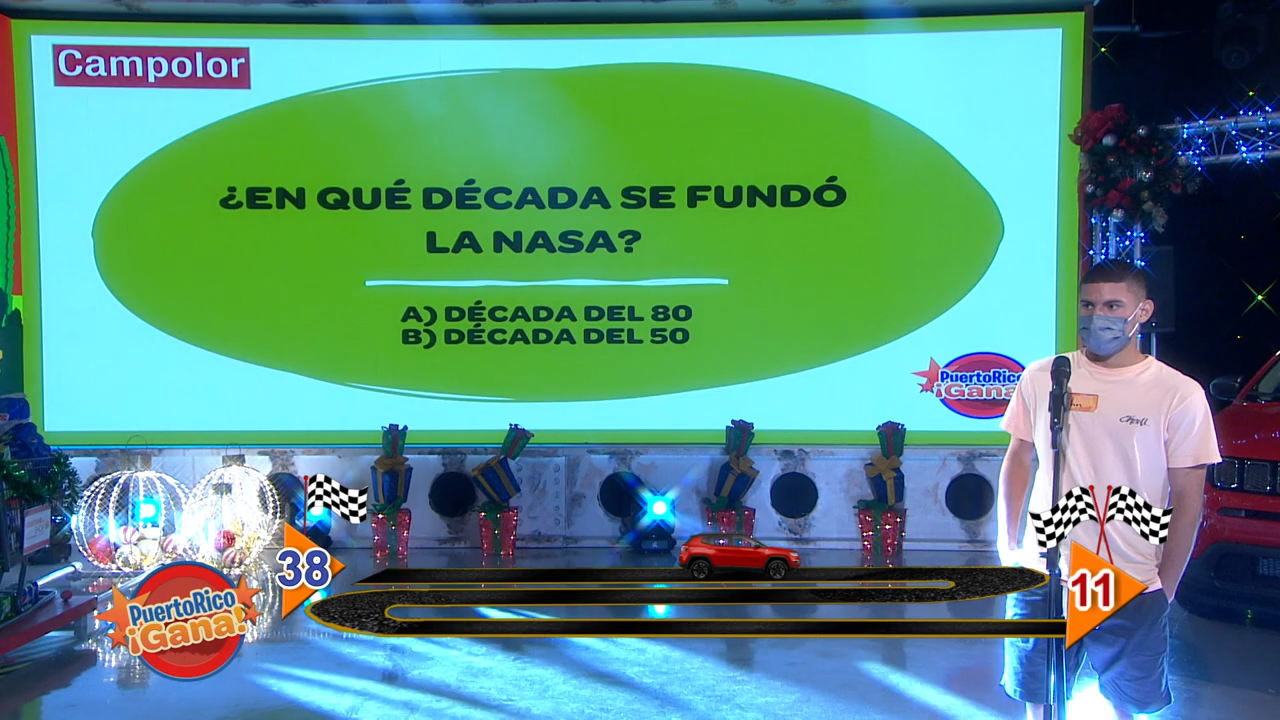 Campolor
¿EN QUÉ DÉCADA SE FUNDÓ
LA NASA?
A) DÉCADA DEL 80
B) DÉCADA DEL 50
PuertoRico
¡Gana!
38
11
PuertoRico
¡Gana!